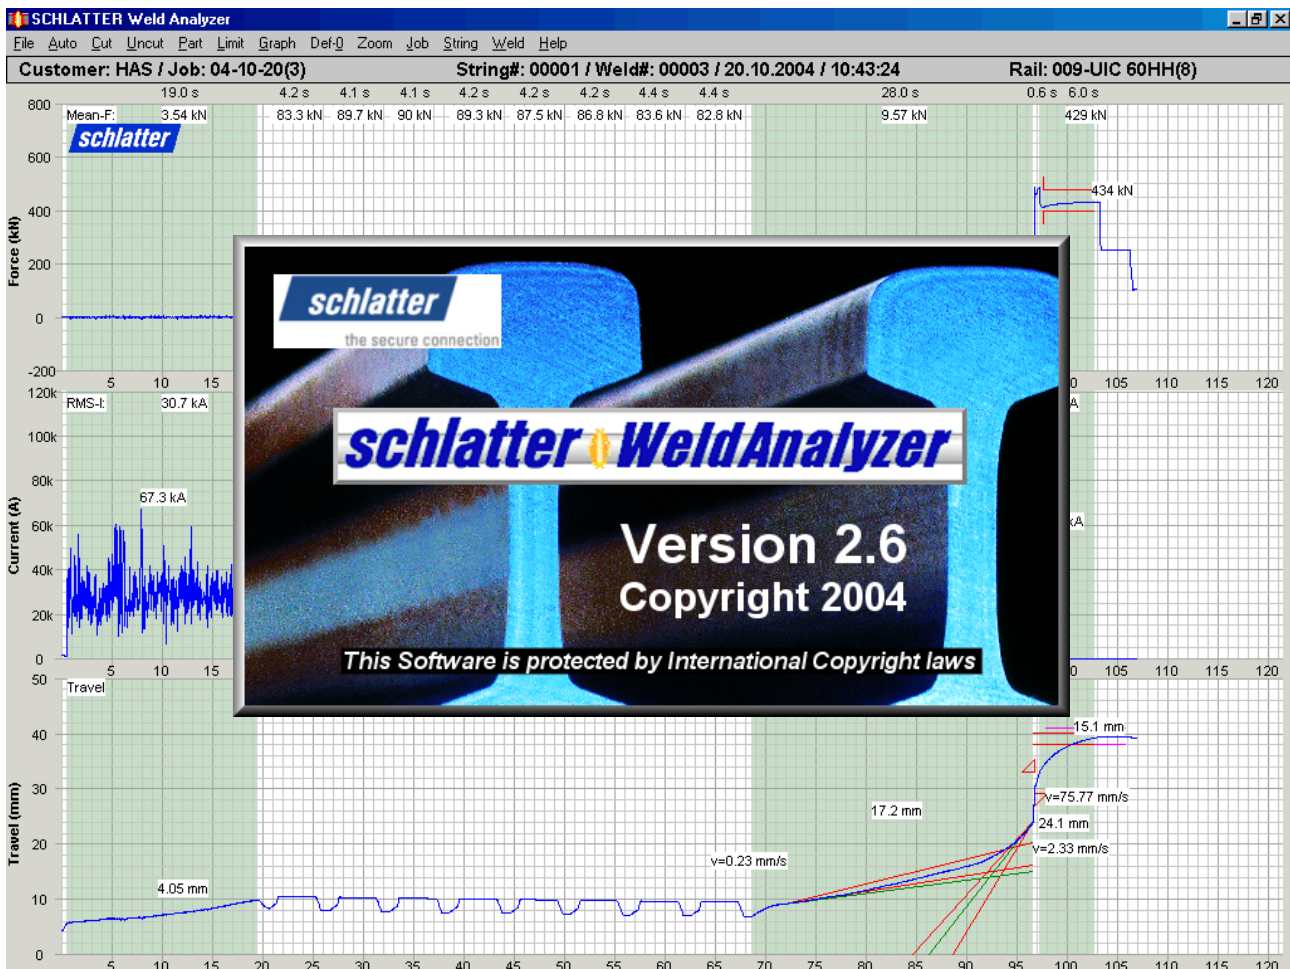 SCHLATTER Weld Analyzer
File Auto Cut Uncut Part Limit Graph Def-0 Zoom Job String Weld Help
Customer: HAS / Job: 04-10-20(3) String#: 00001 / Weld#: 00003 / 20.10.2004 / 10:43:24 Rail: 009-UIC 60HH(8)
19.0 s 4.2 s 4.1 s 4.1 s 4.2 s 4.2 s 4.2 s 4.4 s 4.4 s 28.0 s 0.6 s 6.0 s
800 Mean-F: 3.54 kN 83.3 kN 89.7 kN 90 kN 89.3 kN 87.5 kN 86.8 kN 83.6 kN 82.8 kN 9.57 kN 429 kN
schlatter
600
434 kN
400
Force (kN)
200
0
-200
5 10 15 105 110 115 120
schlatter
the secure connection
120k RMS-I: 30.7 kA
100k
schlatter WeldAnalyzer
80k
67.3 kA
60k
kA
Current (A)
40k
20k
0
5 10 15 105 110 115 120
Version 2.6
Copyright 2004
This Software is protected by International Copyright laws
50 Travel
15.1 mm
40
30
v=75.77 mm/s
17.2 mm
24.1 mm
Travel (mm)
20
v=2.33 mm/s
v=0.23 mm/s
4.05 mm
10
0
5 10 15 20 25 30 35 40 45 50 55 60 65 70 75 80 85 90 95 100 105 110 115 120